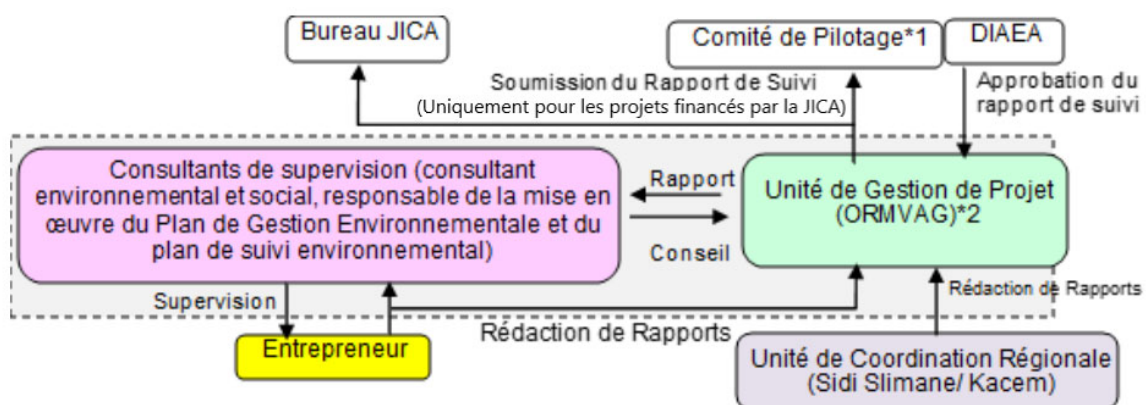 Bureau JICA
Comité de Pilotage*1
DIAEA
Soumission du Rapport de Suivi
(Uniquement pour les projets financés par la JICA)
Approbation du
rapport de suivi
Consultants de supervision (consultant
environnemental et social, responsable de la mise en
œuvre du Plan de Gestion Environnementale et du
plan de suivi environnemental)
Rapport
Conseil
Unité de Gestion de Projet
(ORMVAG)*2
Supervision
Rédaction de Rapports
Rédaction de Rapports
Entrepreneur
Unité de Coordination Régionale
(Sidi Slimane/ Kacem)